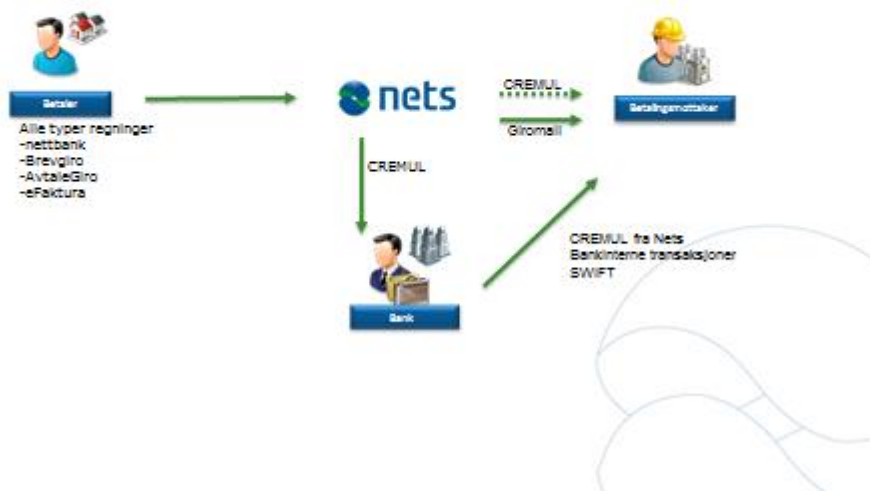 Betaler
Alle typer regninger
-nettbank
-Brevgiro
-AvtaleGiro
-eFaktura
nets
CREMUL
Giromail
Betalingsmottaker
CREMUL
Bank
CREMUL fra Nets
Bankinterne transaksjoner
SWIFT